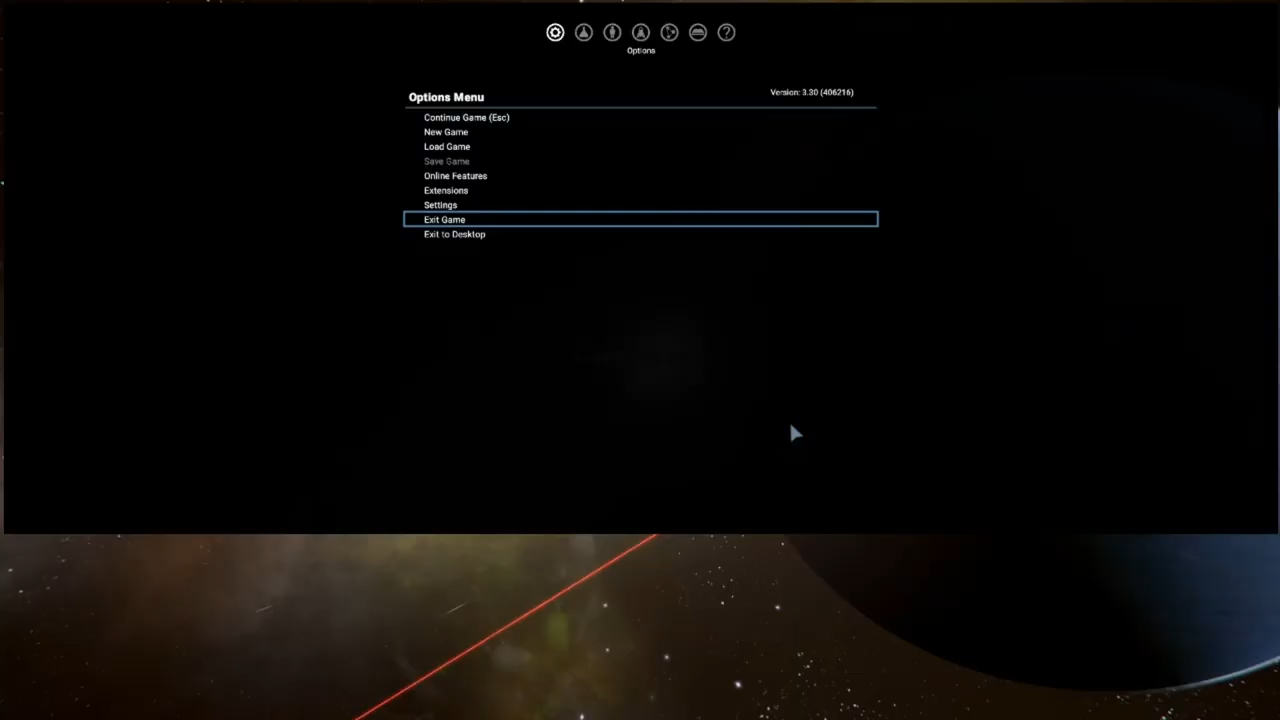 Options
Options Menu
Version: 3.30 (406216)
Continue Game (Esc)
New Game
Load Game
Save Game
Online Features
Extensions
Settings
Exit Game
Exit to Desktop